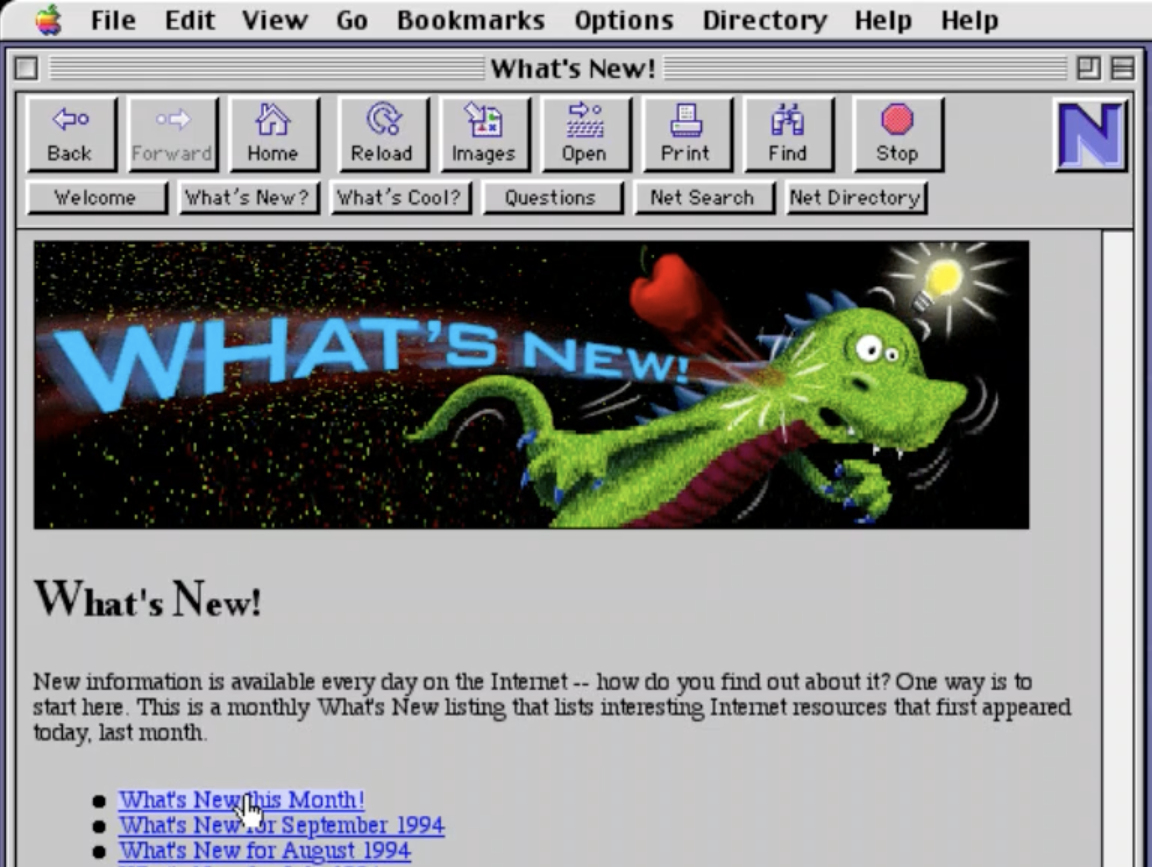 File Edit View Go Bookmarks Options Directory Help Help
What's New!
Back Forward Home Reload Images Open Print Find Stop
N
Welcome What's New? What's Cool? Questions Net Search Net Directory
WHAT'S NEW!
What's New!
New information is available every day on the Internet -- how do you find out about it? One way is to
start here. This is a monthly What's New listing that lists interesting Internet resources that first appeared
today, last month.
What's New this Month!
What's New for September 1994
What's New for August 1994